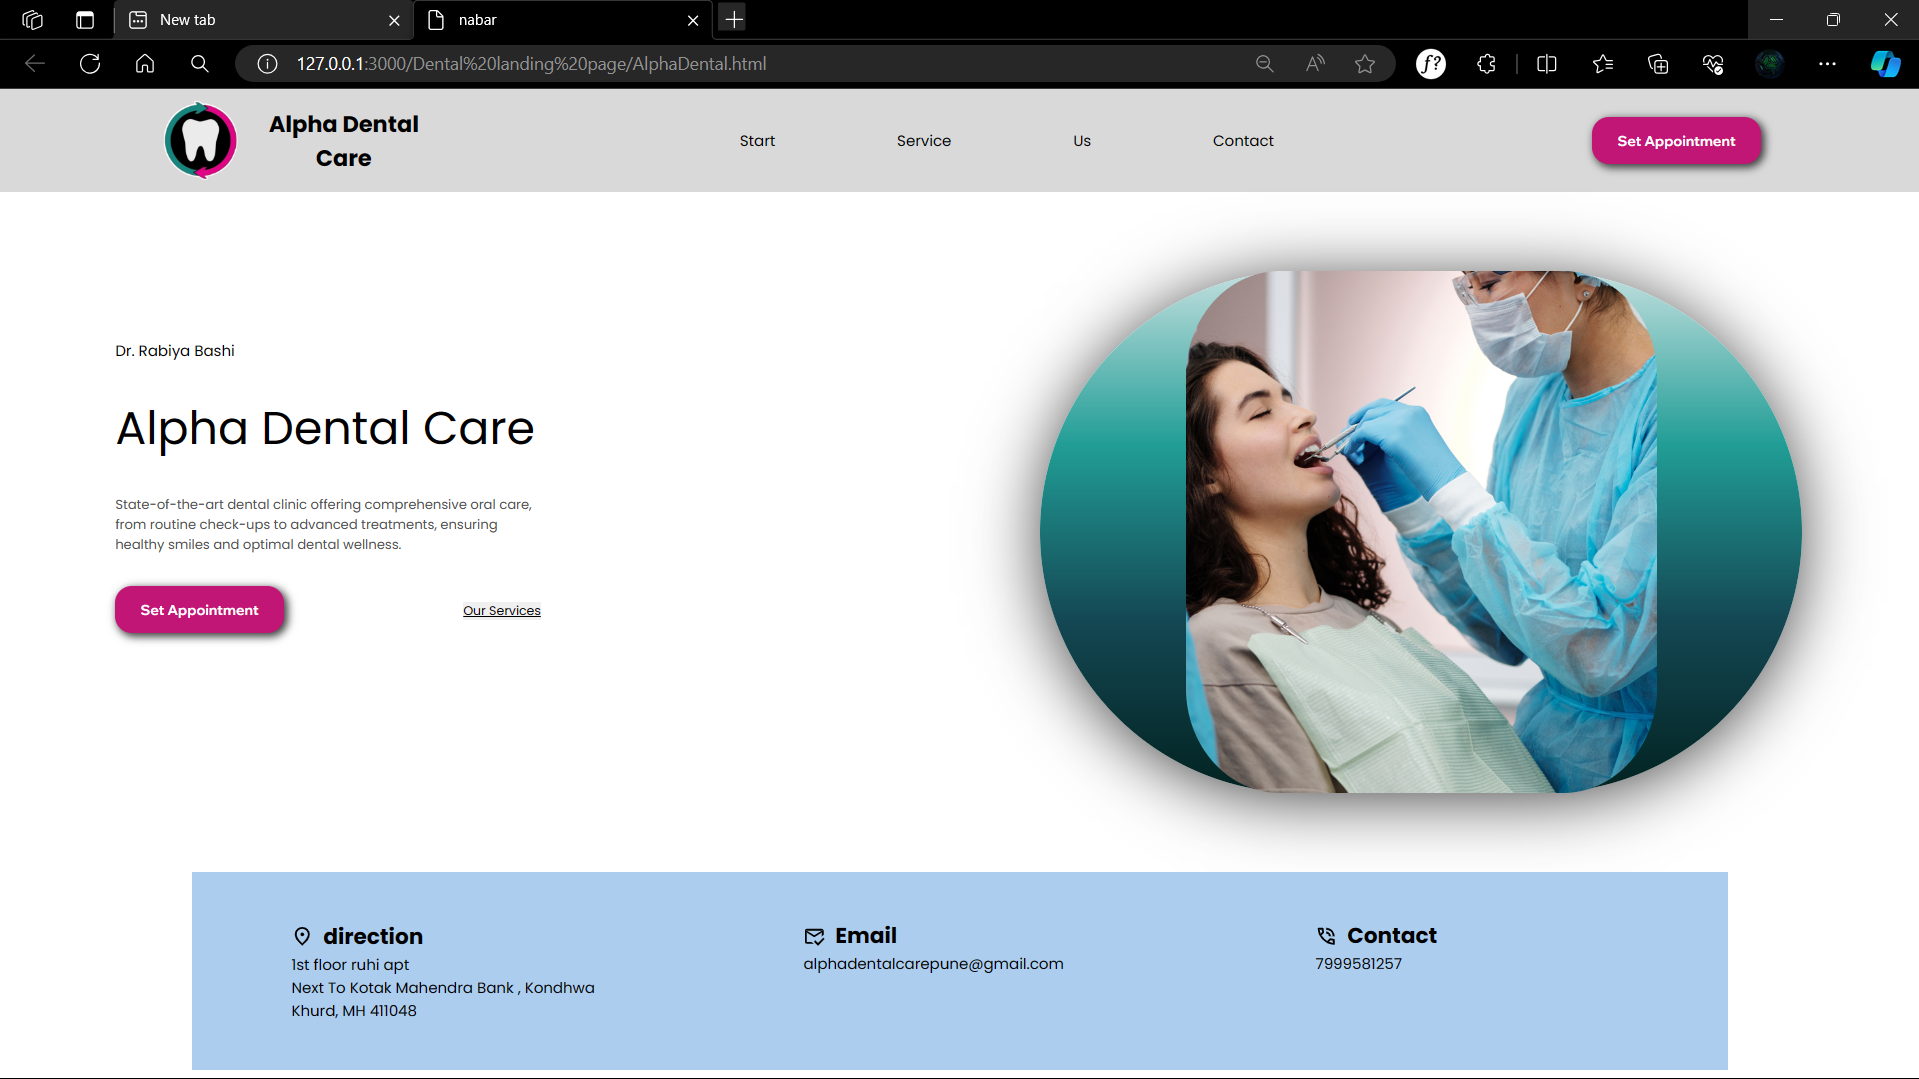 New tab
nabar
127.0.0.1:3000/Dental%20landing%20page/AlphaDental.html
f?
Alpha Dental
Care
Start
Service
Us
Contact
Set Appointment
Dr. Rabiya Bashi
Alpha Dental Care
State-of-the-art dental clinic offering comprehensive oral care,
from routine check-ups to advanced treatments, ensuring
healthy smiles and optimal dental wellness.
Set Appointment
Our Services
direction
1st floor ruhi apt
Next To Kotak Mahendra Bank , Kondhwa
Khurd, MH 411048
Email
alphadentalcarepune@gmail.com
Contact
7999581257